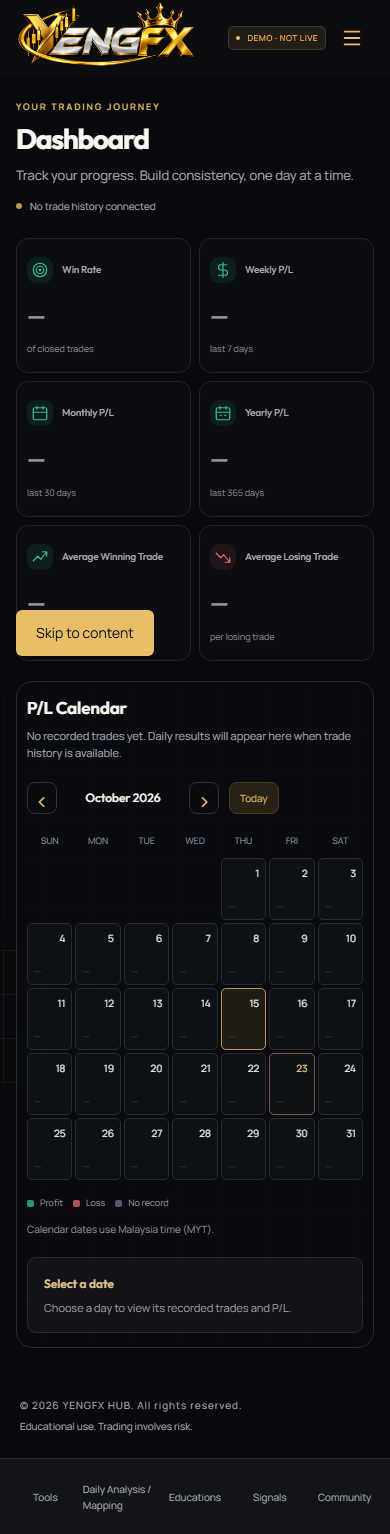 YENGFX
DEMO - NOT LIVE
YOUR TRADING JOURNEY
Dashboard
Track your progress. Build consistency, one day at a time.
No trade history connected
Win Rate
—
of closed trades
Weekly P/L
—
last 7 days
Monthly P/L
—
last 30 days
Yearly P/L
—
last 365 days
Average Winning Trade
—
Average Losing Trade
—
per losing trade
Skip to content
P/L Calendar
No recorded trades yet. Daily results will appear here when trade
history is available.
October 2026
Today
SUN MON TUE WED THU FRI SAT
1 2 3
— — —
4 5 6 7 8 9 10
— — — — — — —
11 12 13 14 15 16 17
— — — — — — —
18 19 20 21 22 23 24
— — — — — — —
25 26 27 28 29 30 31
— — — — — — —
Profit Loss No record
Calendar dates use Malaysia time (MYT).
Select a date
Choose a day to view its recorded trades and P/L.
© 2026 YENGFX HUB. All rights reserved.
Educational use. Trading involves risk.
Tools
Daily Analysis /
Mapping
Educations
Signals
Community